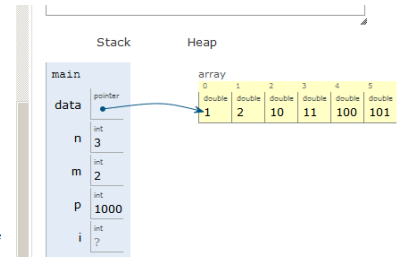 Stack Heap
main
array
0 1 2 3 4 5
data pointer
double double double double double double
1 2 10 11 100 101
n int 3
m int 2
p int 1000
i int ?